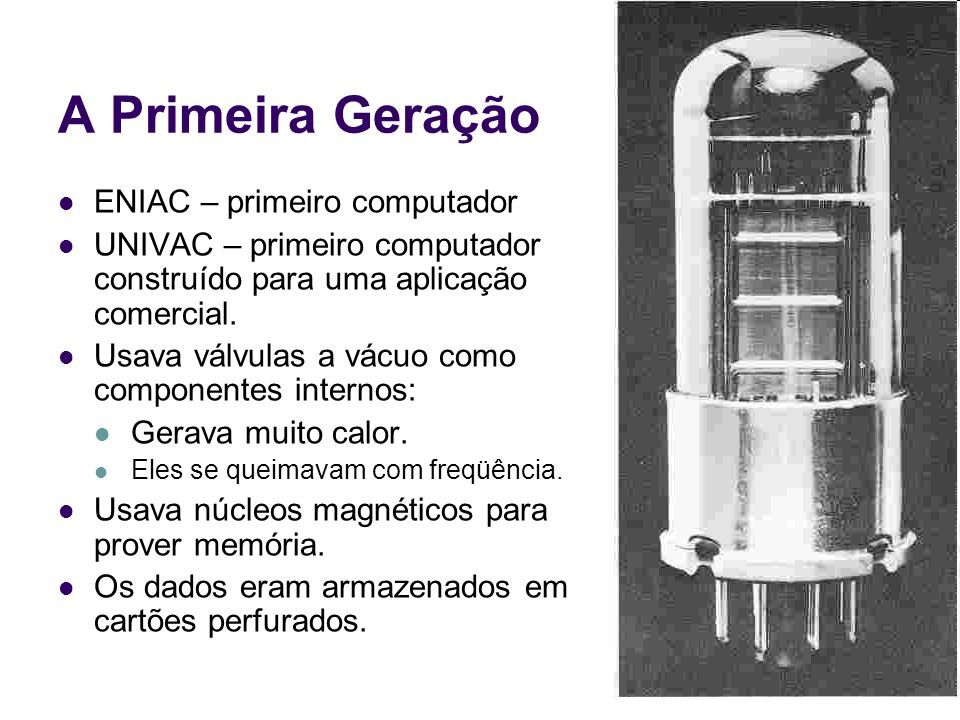 A Primeira Geração
● ENIAC – primeiro computador
● UNIVAC – primeiro computador
construído para uma aplicação
comercial.
● Usava válvulas a vácuo como
componentes internos:
● Gerava muito calor.
● Eles se queimavam com freqüência.
● Usava núcleos magnéticos para
prover memória.
● Os dados eram armazenados em
cartões perfurados.